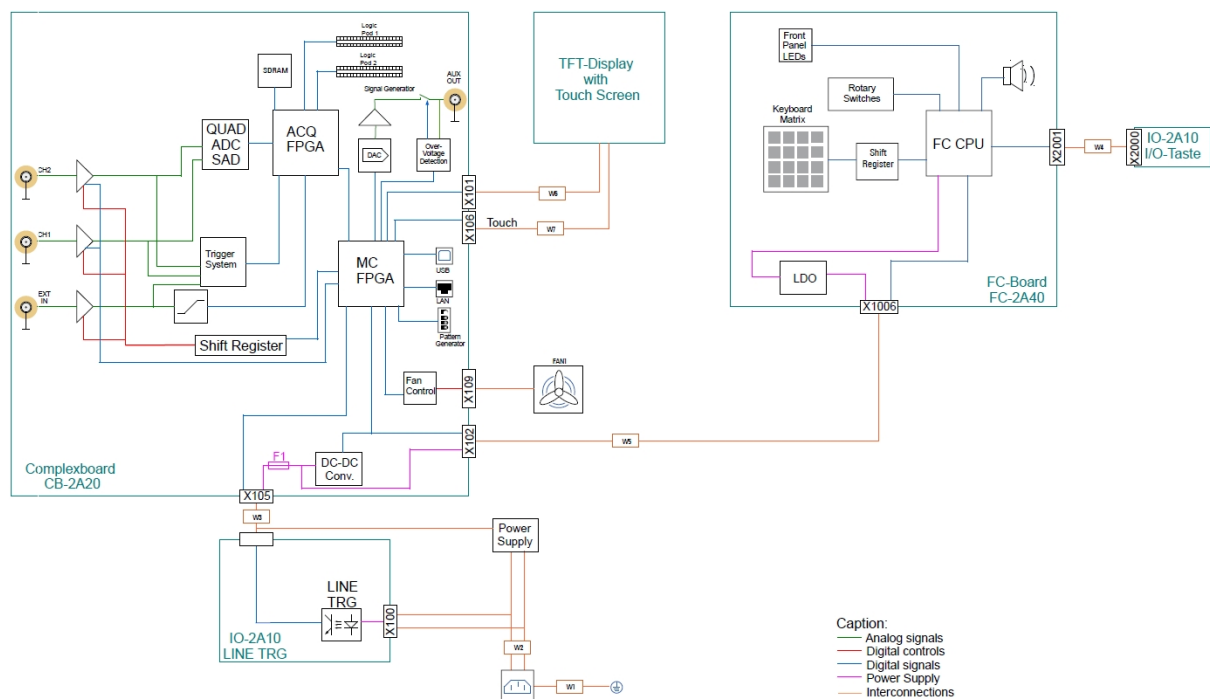 Logic
Pod 1
Logic
Pod 2
SDRAM
Signal Generator
AUX
OUT
QUAD
ADC
SAD
ACQ
FPGA
DAC
Over-
Voltage
Detection
CH2
CH1
EXT
IN
Trigger
System
MC
FPGA
USB
LAN
Pattern
Generator
Shift Register
Fan
Control
F1
DC-DC
Conv.
Complexboard
CB-2A20
X101
X106
X109
X102
X105
Touch
W6
W7
TFT-Display
with
Touch Screen
FAN1
W5
Front
Panel
LEDs
Rotary
Switches
Keyboard
Matrix
Shift
Register
FC CPU
LDO
FC-Board
FC-2A40
X1006
X2001
W4
X2000
IO-2A10
I/O-Taste
W3
Power
Supply
LINE
TRG
X100
IO-2A10
LINE TRG
W2
W1
Caption:
Analog signals
Digital controls
Digital signals
Power Supply
Interconnections